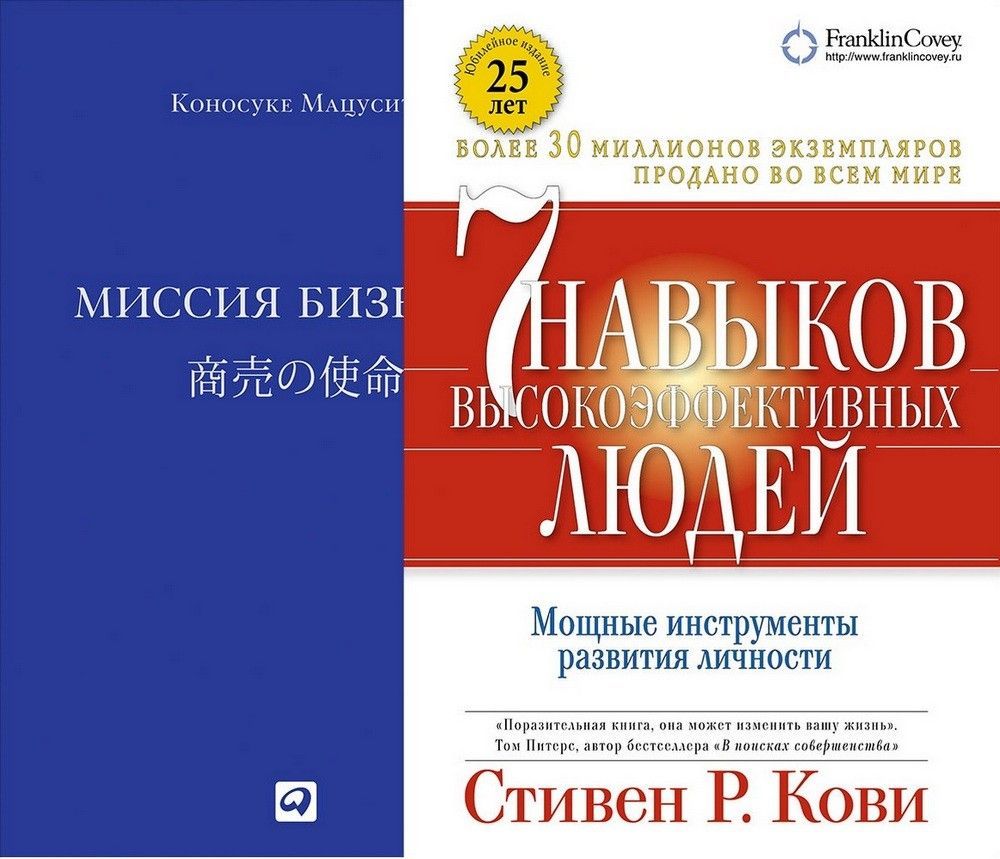 Коносуке Мацусит
МИССИЯ БИЗН
商売の使命
Юбилейное издание
25
лет
FranklinCovey
http://www.franklincovey.ru
БОЛЕЕ 30 МИЛЛИОНОВ ЭКЗЕМПЛЯРОВ
ПРОДАНО ВО ВСЕМ МИРЕ
7 НАВЫКОВ
ВЫСОКОЭФФЕКТИВНЫХ
ЛЮДЕЙ
Мощные инструменты
развития личности
«Поразительная книга, она может изменить вашу жизнь».
Том Питерс, автор бестселлера «В поисках совершенства»
Стивен Р. Кови